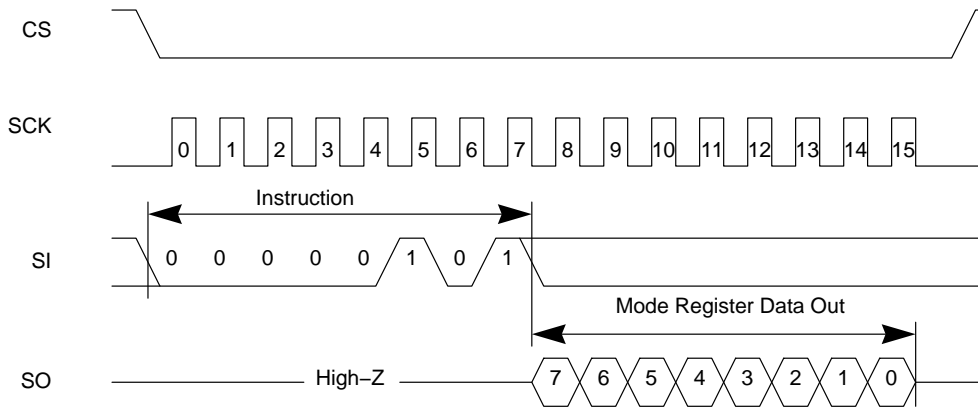 CS
SCK
0 1 2 3 4 5 6 7 8 9 10 11 12 13 14 15
Instruction
SI
0 0 0 0 0 1 0 1
Mode Register Data Out
SO
High–Z
7 6 5 4 3 2 1 0